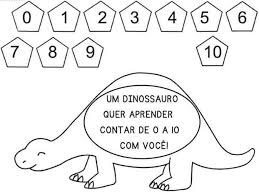 0 1 2 3 4 5 6
7 8 9 10
UM DINOSSAURO
QUER APRENDER
CONTAR DE 0 A 10
COM VOCÊ!